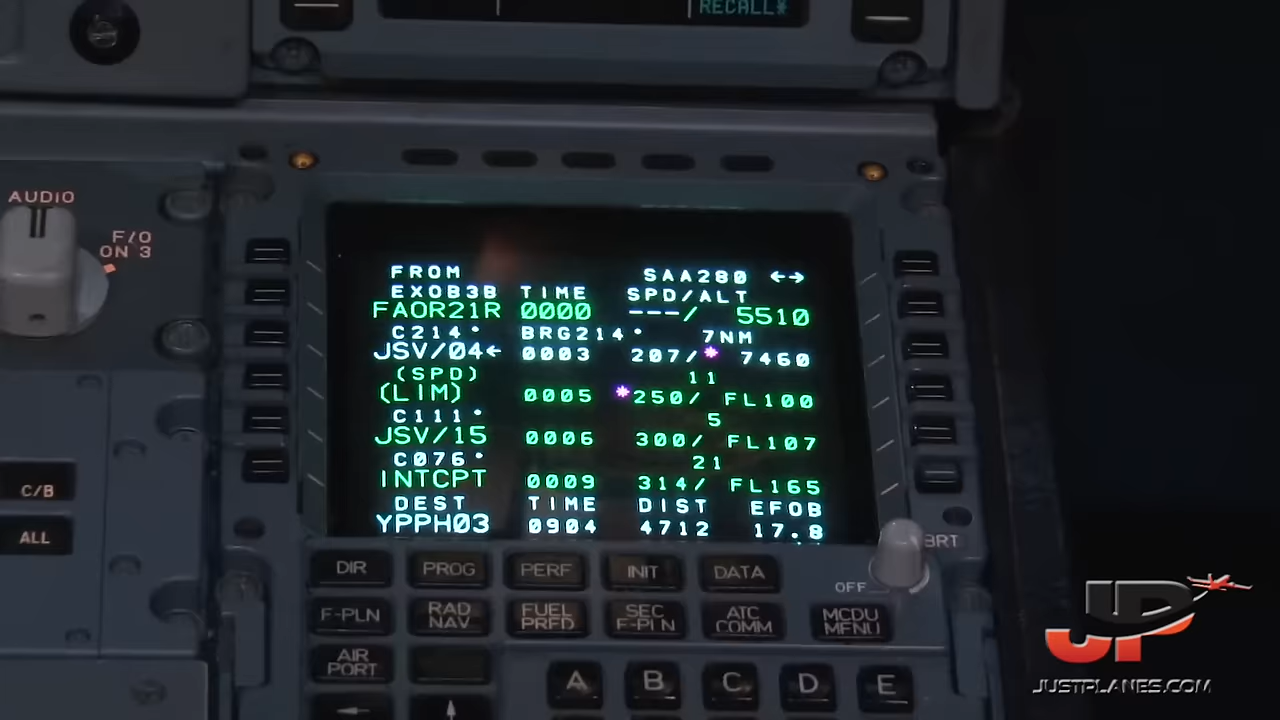 RECALL*
AUDIO
F/O
ON 3
FROM SAA280 ←→
EXOB3B TIME SPD/ALT
FAOR21R 0000 ---/ 5510
C214° BRG214° 7NM
JSV/04← 0003 207/* 7460
(SPD) 11
(LIM) 0005 *250/ FL100
C111° 5
JSV/15 0006 300/ FL107
C076° 21
INTCPT 0009 314/ FL165
DEST TIME DIST EFOB
YPPH03 0904 4712 17.8
C/B
ALL
BRT
OFF
DIR PROG PERF INIT DATA
F-PLN RAD NAV FUEL PRED SEC F-PLN ATC COMM MCDU MENU
AIR PORT
← ↑ A B C D E
JP
JUSTPLANES.COM